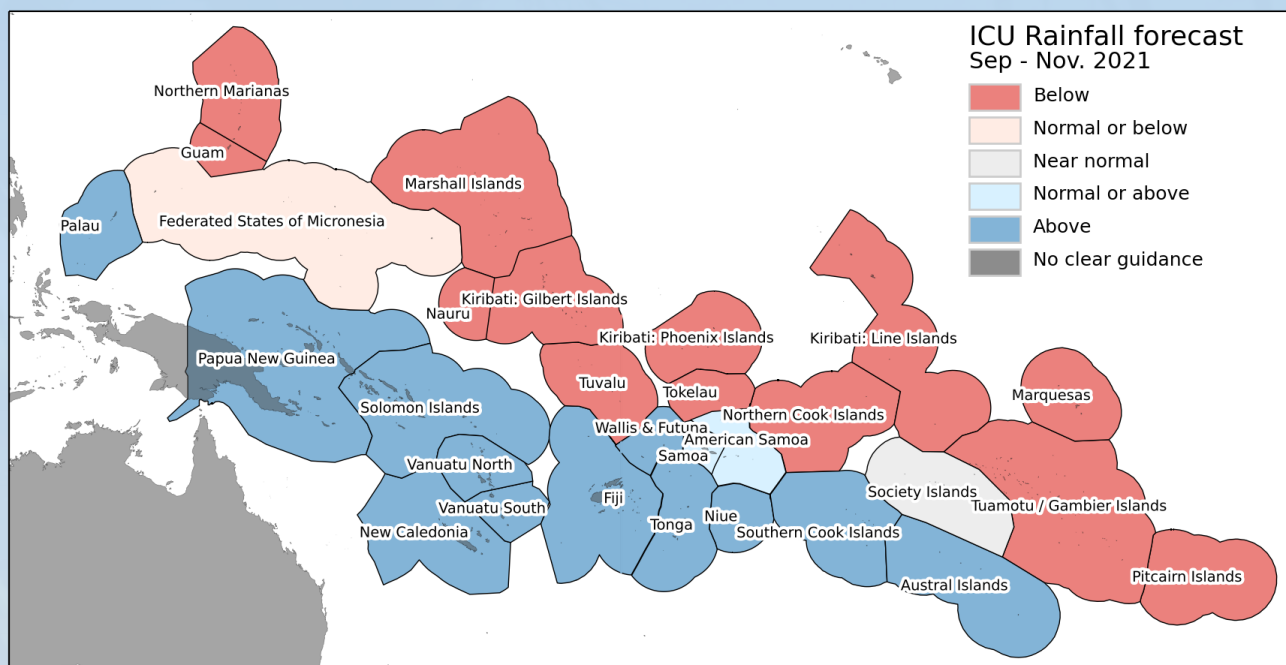 ICU Rainfall forecast
Sep - Nov. 2021
Below
Normal or below
Near normal
Normal or above
Above
No clear guidance
Northern Marianas
Guam
Marshall Islands
Palau
Federated States of Micronesia
Nauru
Kiribati: Gilbert Islands
Kiribati: Phoenix Islands
Kiribati: Line Islands
Papua New Guinea
Tuvalu
Tokelau
Marquesas
Solomon Islands
Northern Cook Islands
Wallis & Futuna
American Samoa
Samoa
Vanuatu North
Society Islands
Fiji
Vanuatu South
Tuamotu / Gambier Islands
Niue
Tonga
New Caledonia
Southern Cook Islands
Pitcairn Islands
Austral Islands